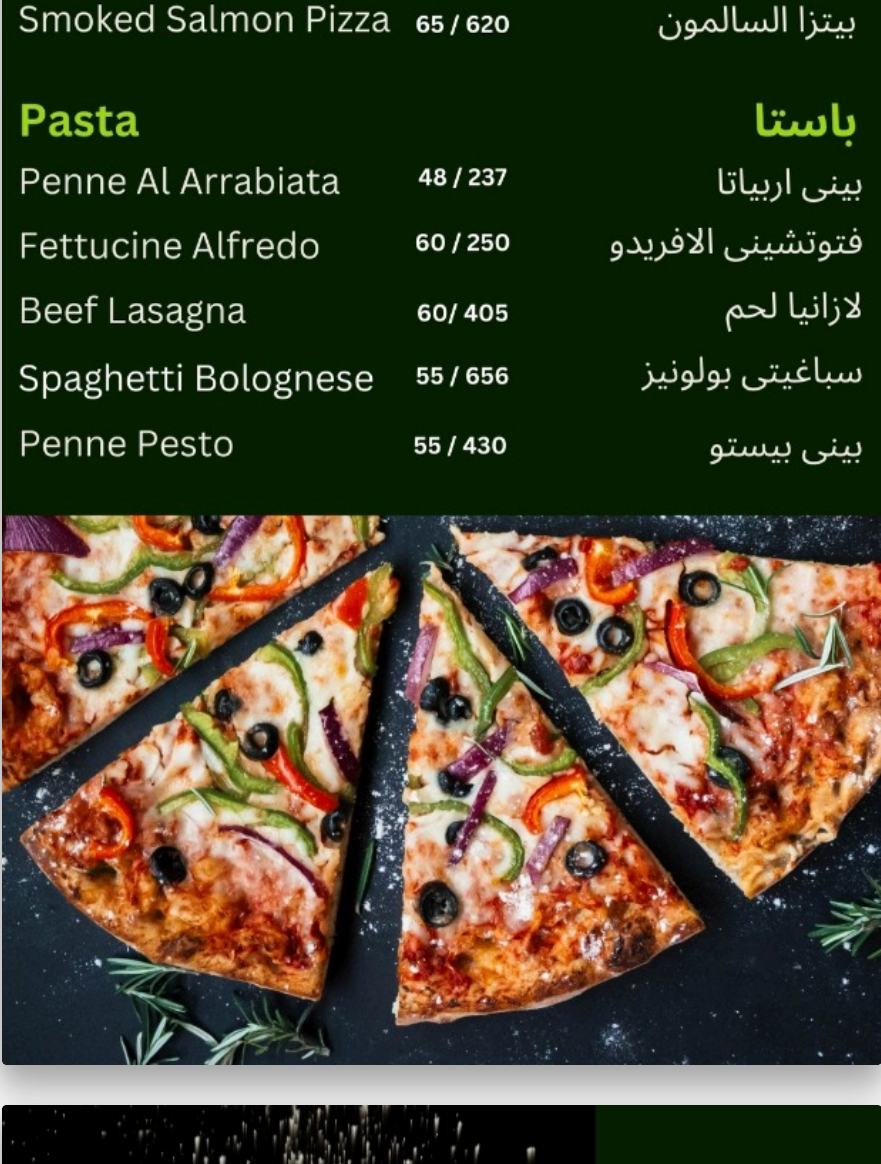 Smoked Salmon Pizza 65 / 620 بيتزا السالمون
Pasta باستا
Penne Al Arrabiata 48 / 237 بينى اربياتا
Fettucine Alfredo 60 / 250 فتوتشينى الافريدو
Beef Lasagna 60/ 405 لازانيا لحم
Spaghetti Bolognese 55 / 656 سباغيتى بولونيز
Penne Pesto 55 / 430 بينى بيستو